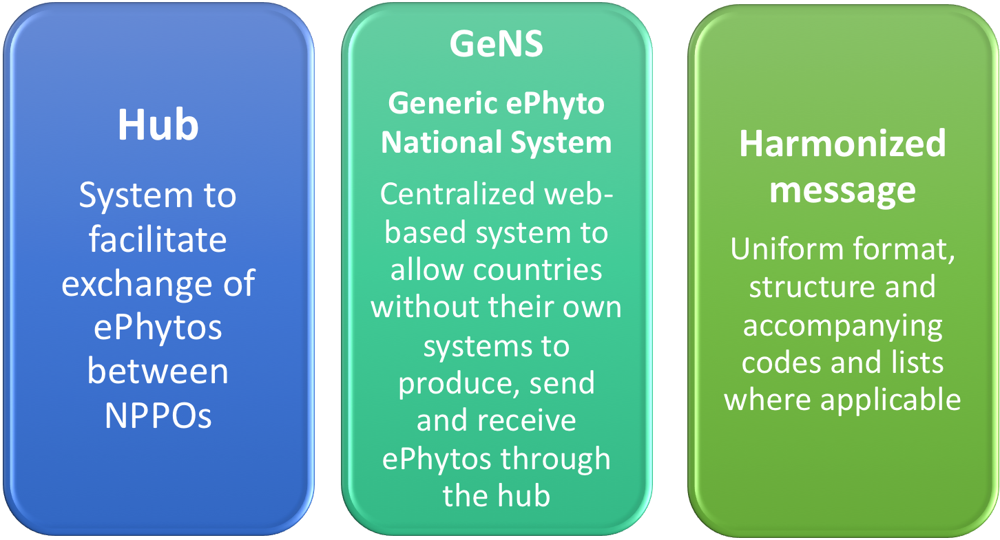 Hub
System to
facilitate
exchange of
ePhytos
between
NPPOs
GeNS
Generic ePhyto
National System
Centralized web-
based system to
allow countries
without their own
systems to
produce, send
and receive
ePhytos through
the hub
Harmonized
message
Uniform format,
structure and
accompanying
codes and lists
where applicable